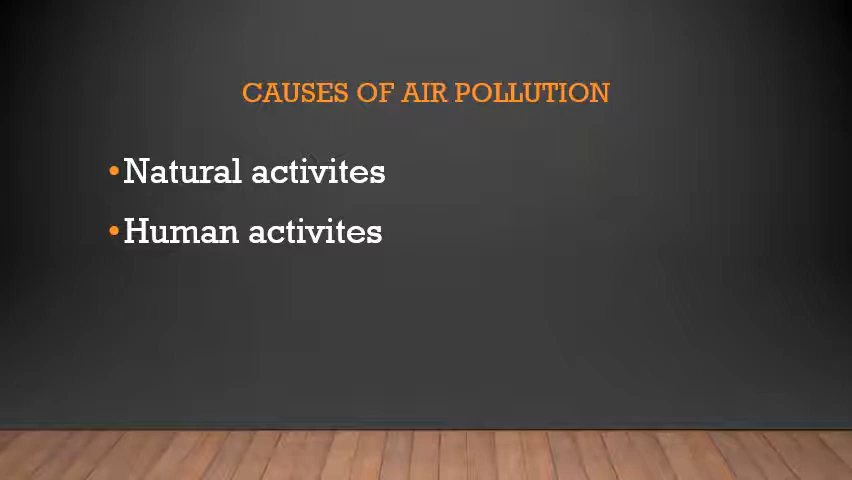 CAUSES OF AIR POLLUTION
•Natural activites
•Human activites